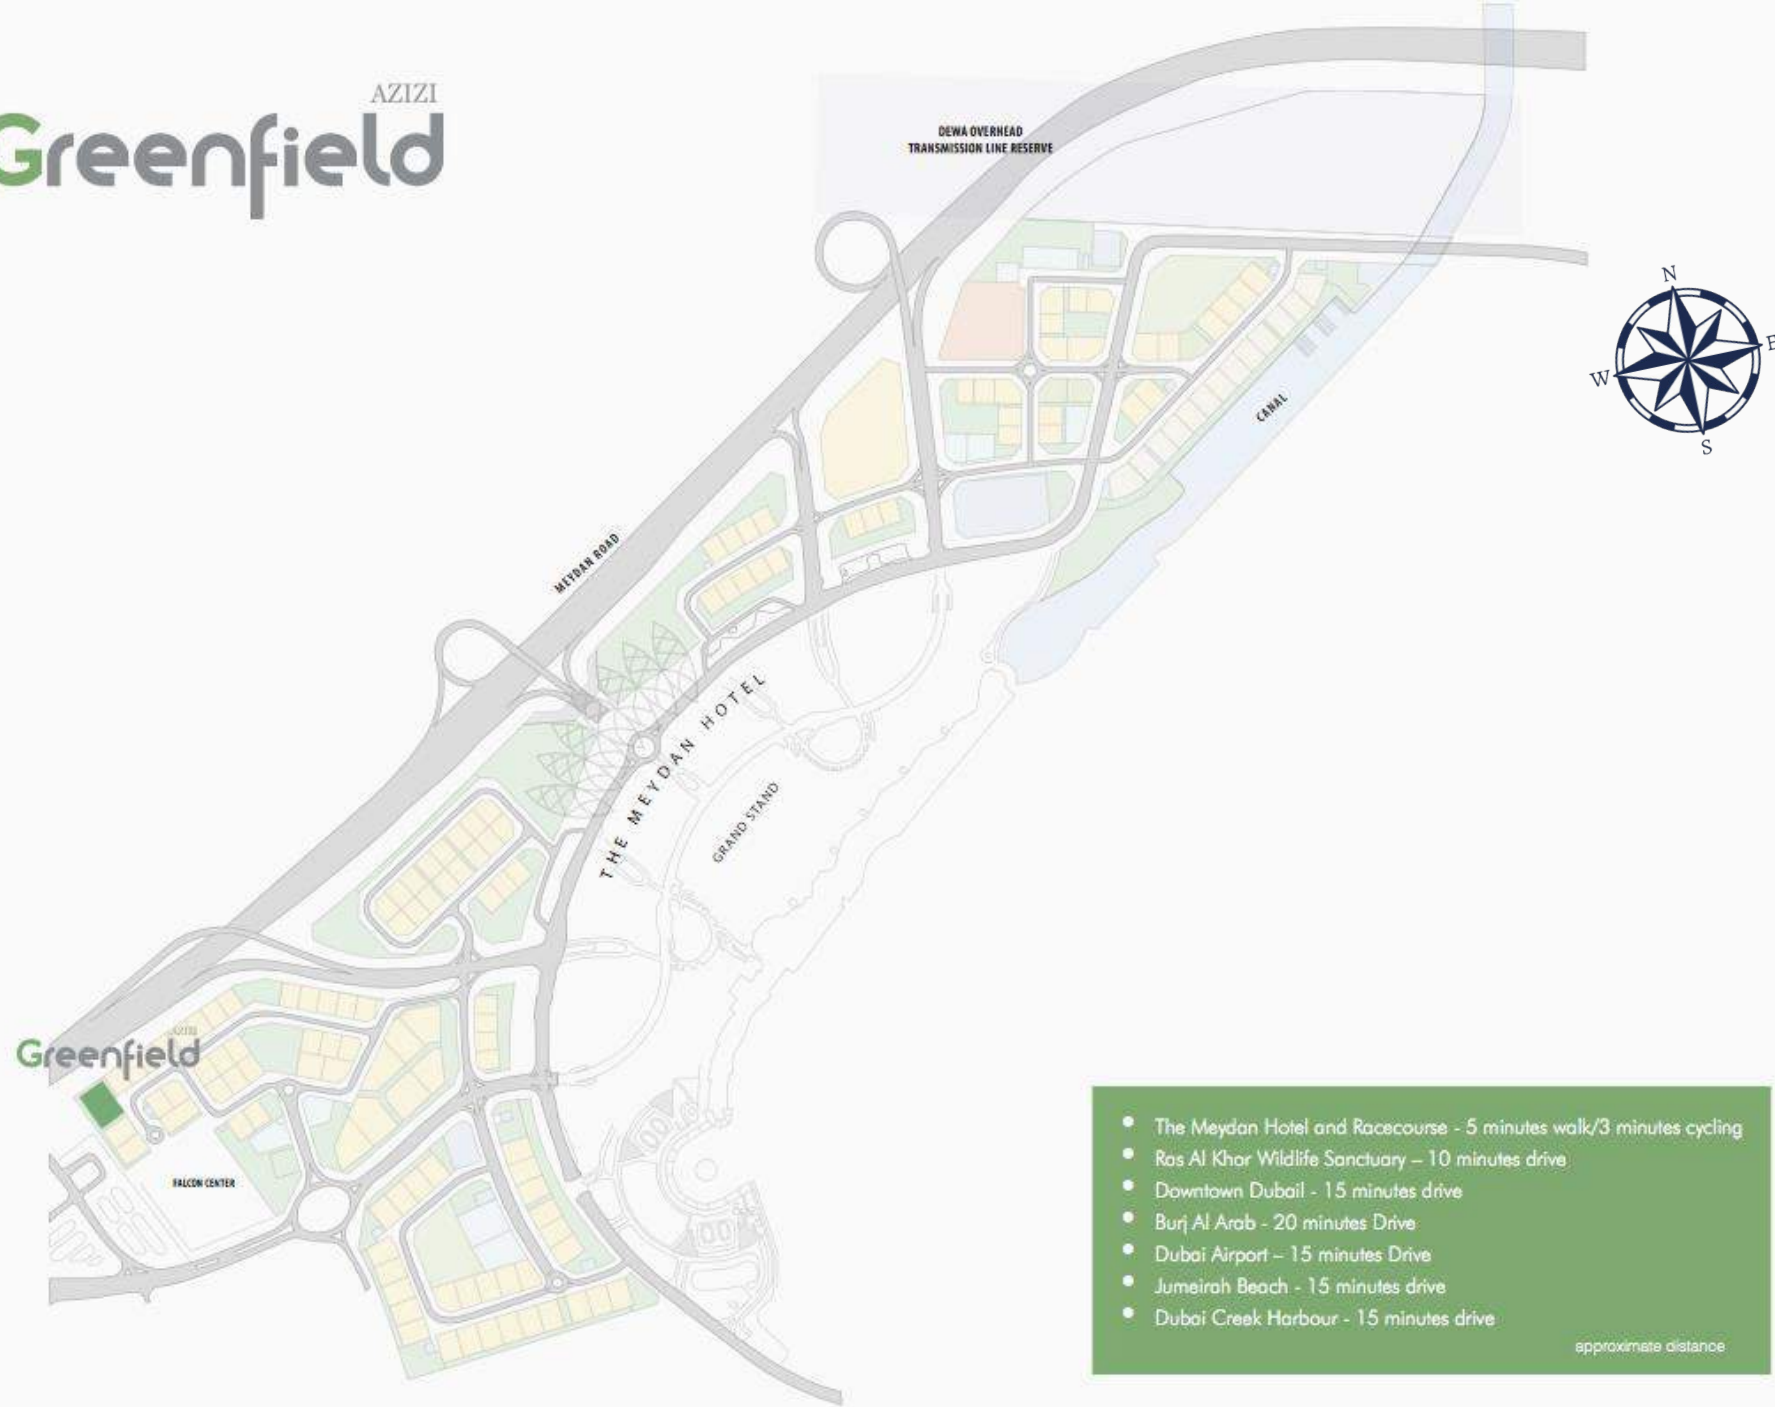 AZIZI
Greenfield
DEWA OVERHEAD
TRANSMISSION LINE RESERVE
N
E
W
S
CANAL
MEYDAN ROAD
THE MEYDAN HOTEL
GRAND STAND
AZIZI
Greenfield
FALCON CENTER
• The Meydan Hotel and Racecourse - 5 minutes walk/3 minutes cycling
• Ras Al Khor Wildlife Sanctuary – 10 minutes drive
• Downtown Dubail - 15 minutes drive
• Burj Al Arab - 20 minutes Drive
• Dubai Airport – 15 minutes Drive
• Jumeirah Beach - 15 minutes drive
• Dubai Creek Harbour - 15 minutes drive
approximate distance